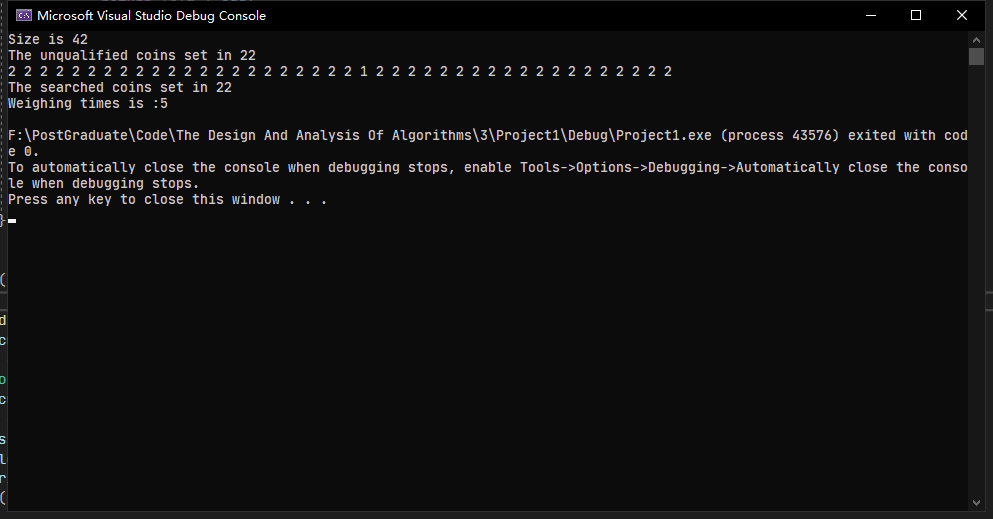 Microsoft Visual Studio Debug Console
Size is 42
The unqualified coins set in 22
2 2 2 2 2 2 2 2 2 2 2 2 2 2 2 2 2 2 2 2 2 2 1 2 2 2 2 2 2 2 2 2 2 2 2 2 2 2 2 2 2 2
The searched coins set in 22
Weighing times is :5
F:\PostGraduate\Code\The Design And Analysis Of Algorithms\3\Project1\Debug\Project1.exe (process 43576) exited with cod
e 0.
To automatically close the console when debugging stops, enable Tools->Options->Debugging->Automatically close the conso
le when debugging stops.
Press any key to close this window . . .